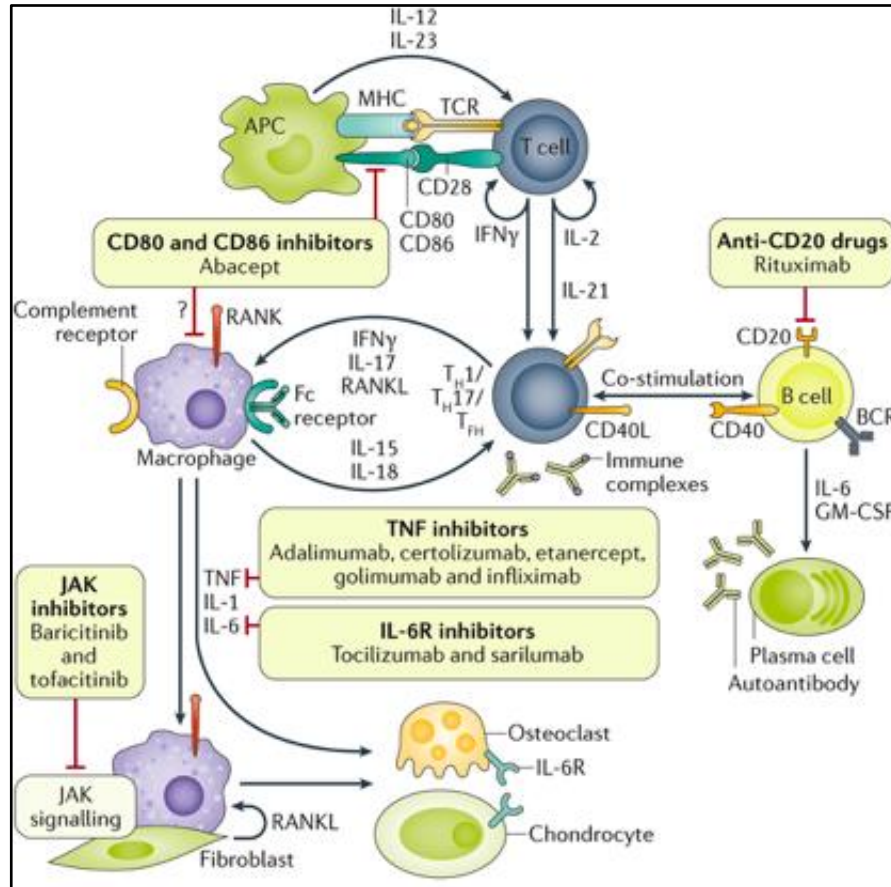 IL-12
IL-23
MHC
TCR
APC
T cell
CD28
CD80
CD86
IFNγ
IL-2
IL-21
CD80 and CD86 inhibitors
Abacept
Anti-CD20 drugs
Rituximab
?
Complement
receptor
RANK
CD20
IFNγ
IL-17
RANKL
Fc
receptor
TH1/
TH17/
TFH
Co-stimulation
B cell
BCR
CD40L
CD40
Macrophage
IL-15
IL-18
Immune
complexes
IL-6
GM-CSF
TNF inhibitors
Adalimumab, certolizumab, etanercept,
golimumab and infliximab
TNF
IL-1
IL-6
IL-6R inhibitors
Tocilizumab and sarilumab
JAK
inhibitors
Baricitinib
and
tofacitinib
Plasma cell
Autoantibody
Osteoclast
IL-6R
JAK
signalling
RANKL
Fibroblast
Chondrocyte